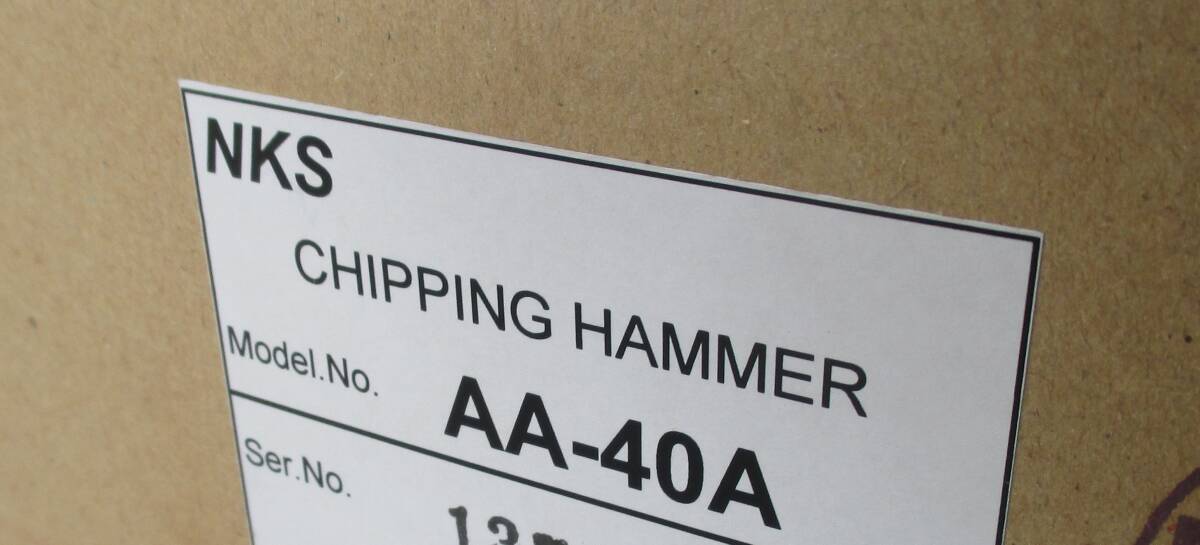 NKS
CHIPPING HAMMER
Model.No. AA-40A
Ser.No.